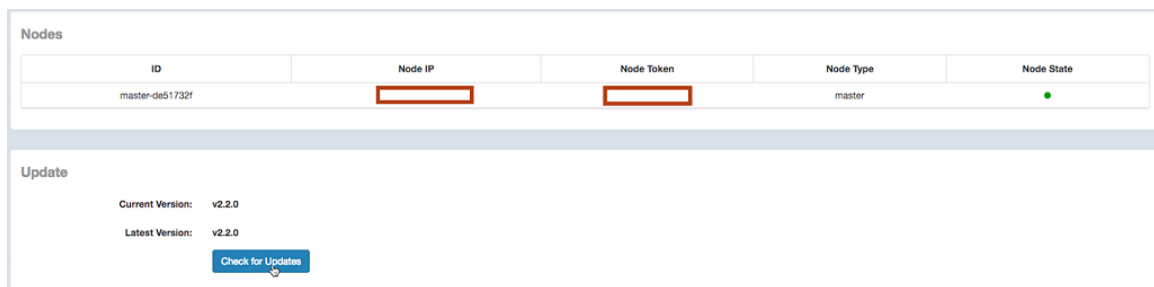 Nodes
ID Node IP Node Token Node Type Node State
master-de51732f master
Update
Current Version: v2.2.0
Latest Version: v2.2.0
Check for Updates